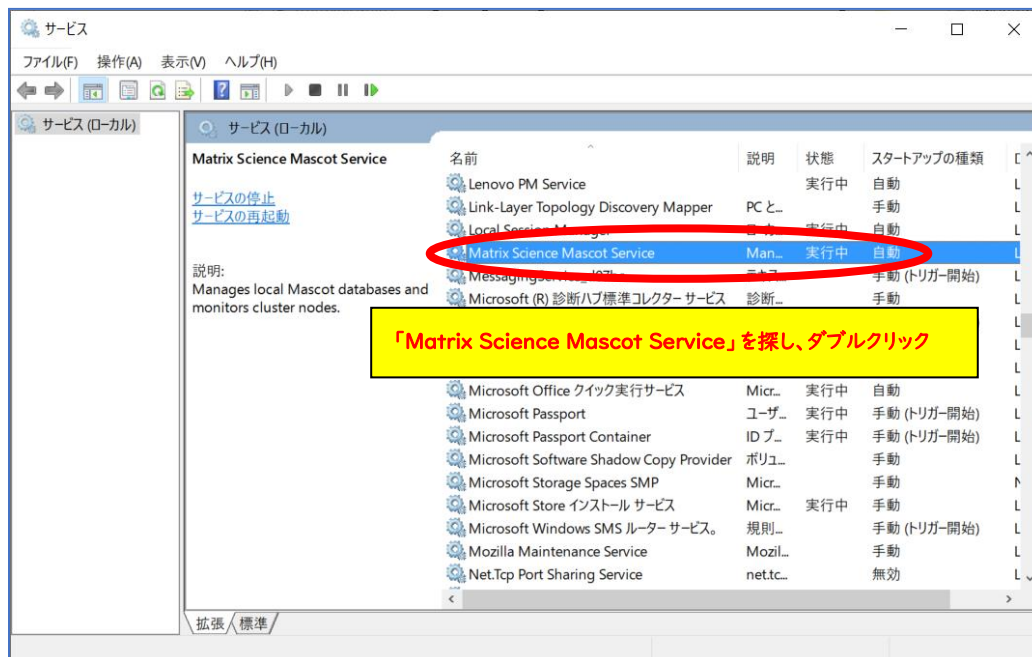 サービス
ファイル(F) 操作(A) 表示(V) ヘルプ(H)
サービス (ローカル)
サービス (ローカル)
Matrix Science Mascot Service
サービスの停止
サービスの再起動
説明:
Manages local Mascot databases and
monitors cluster nodes.
名前 説明 状態 スタートアップの種類
Lenovo PM Service 実行中 自動 L
Link-Layer Topology Discovery Mapper PC と... 手動 L
Local Session Manager 実行中 自動 L
Matrix Science Mascot Service Man... 実行中 自動 L
手動 (トリガー開始) L
Microsoft (R) 診断ハブ標準コレクター サービス 診断... 手動 L
「Matrix Science Mascot Service」を探し、ダブルクリック
Microsoft Office クイック実行サービス Micr... 実行中 自動 L
Microsoft Passport ユーザ... 実行中 手動 (トリガー開始) L
Microsoft Passport Container ID プ... 実行中 手動 (トリガー開始) L
Microsoft Software Shadow Copy Provider ボリュ... 手動 L
Microsoft Storage Spaces SMP Micr... 手動 N
Microsoft Store インストール サービス Micr... 実行中 手動 L
Microsoft Windows SMS ルーター サービス。 規則... 手動 (トリガー開始) L
Mozilla Maintenance Service Mozil... 手動 L
Net.Tcp Port Sharing Service net.tc... 無効 L
拡張 標準